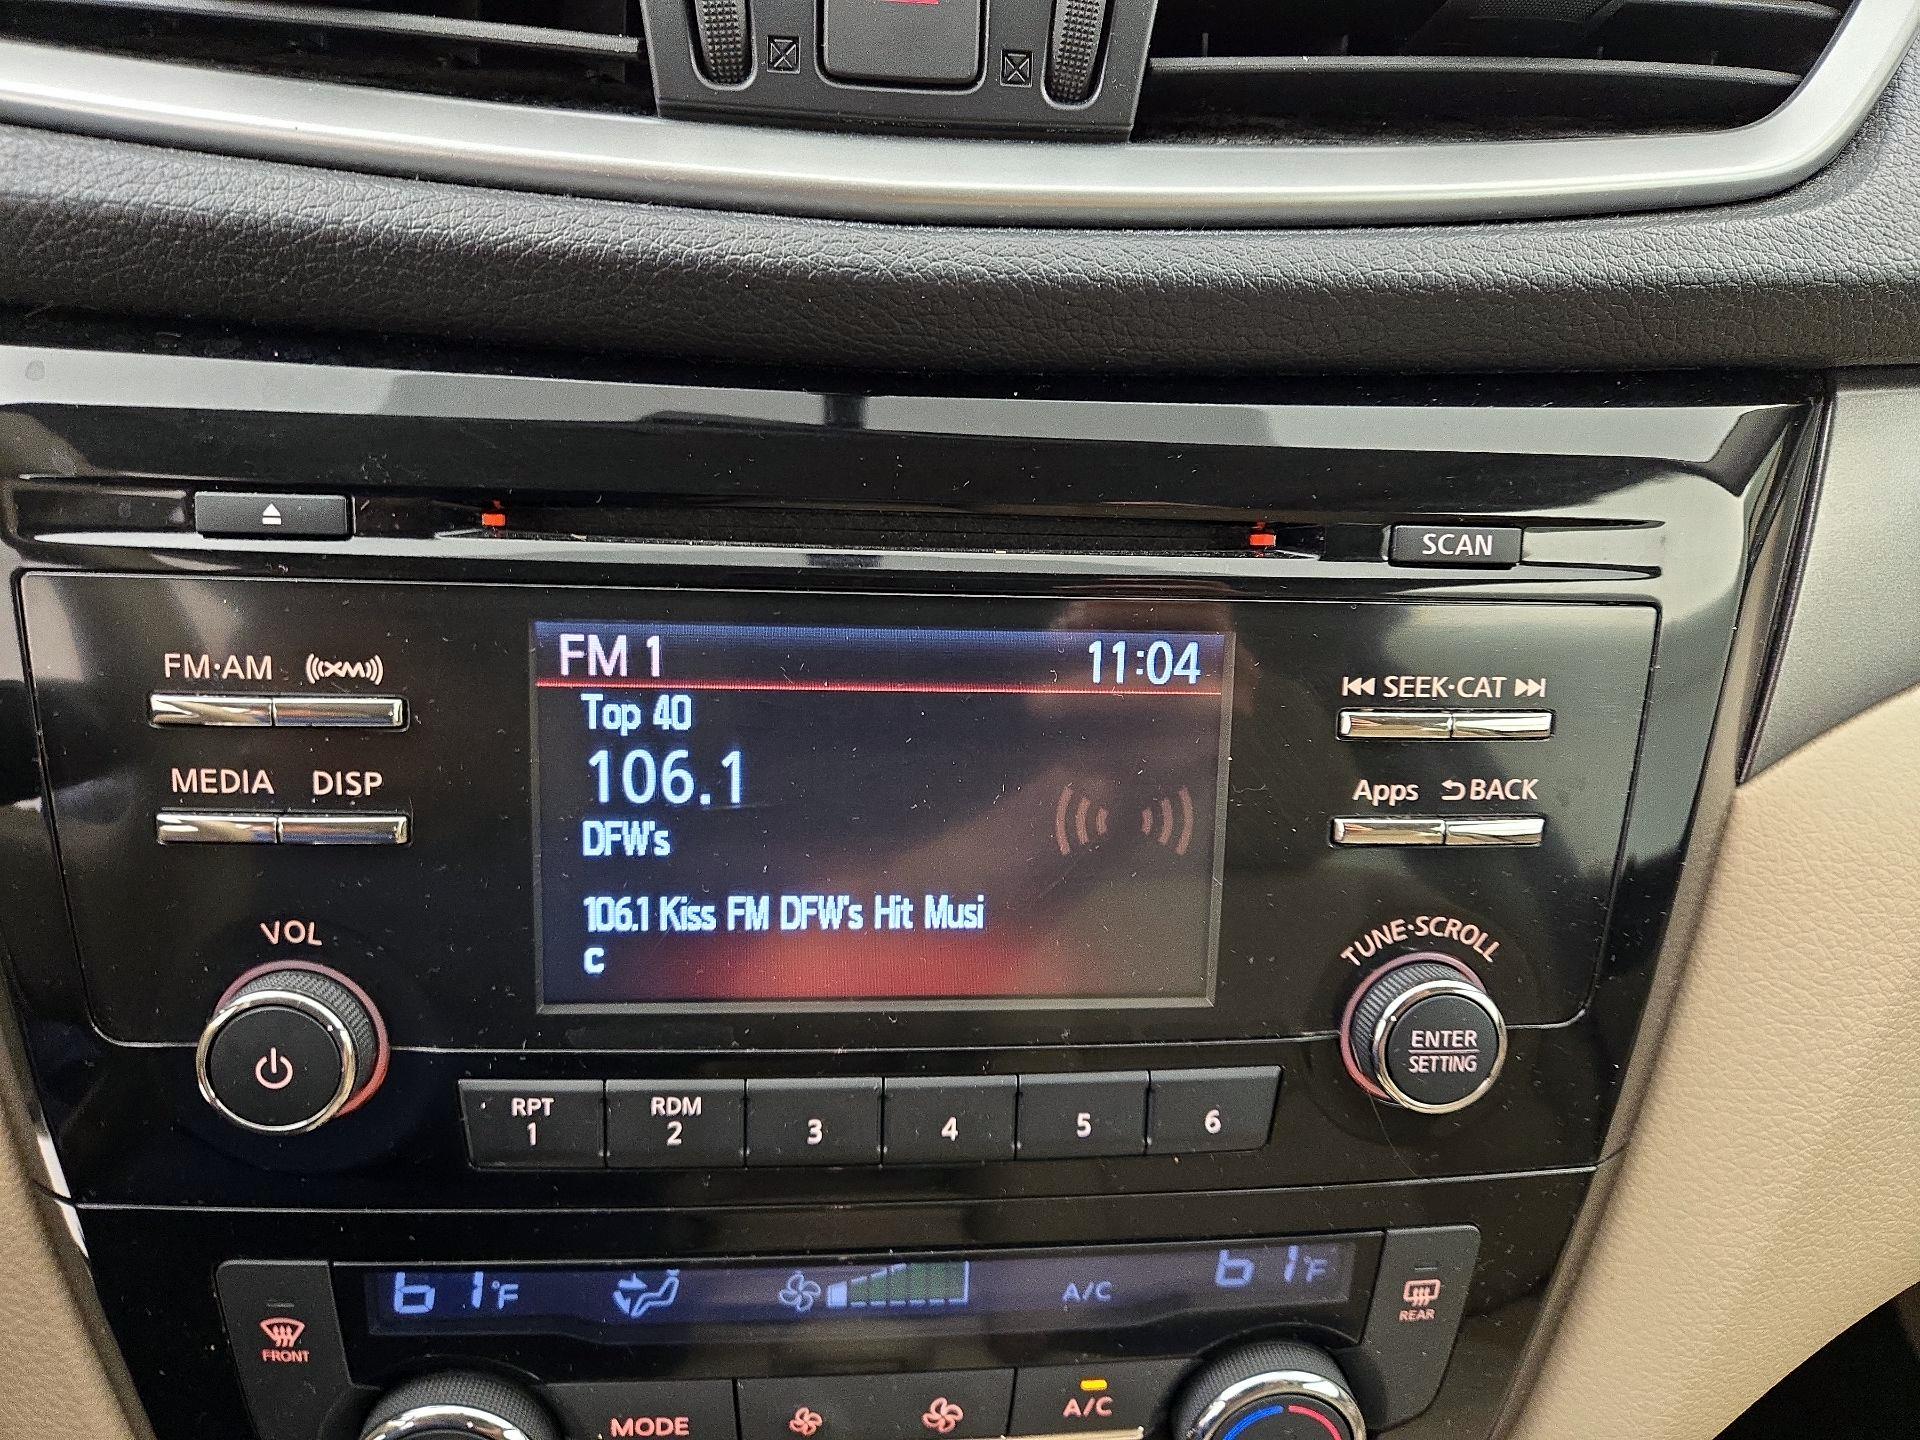 SCAN
FM·AM XM
FM 1 11:04
SEEK·CAT
Top 40
106.1
MEDIA DISP
Apps BACK
DFW's
106.1 Kiss FM DFW's Hit Musi
c
VOL
TUNE·SCROLL
ENTER
SETTING
RPT
1
RDM
2
3
4
5
6
61°F A/C 61°F
FRONT
REAR
MODE
A/C